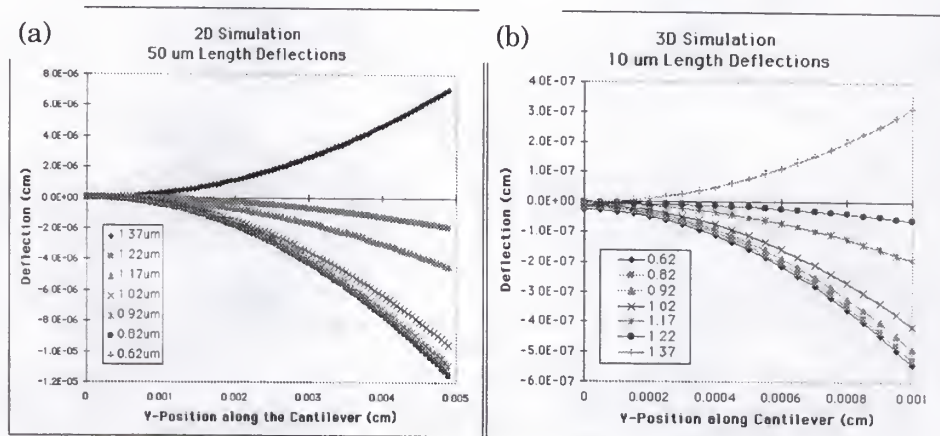 (a)
2D Simulation
50 um Length Deflections
8.0E-06
6.0E-06
4.0E-06
2.0E-06
0.0E+00
-2.0E-06
-4.0E-06
-6.0E-06
-8.0E-06
-1.0E-05
-1.2E-05
Deflection (cm)
1.37um
1.22um
1.17um
1.02um
0.92um
0.82um
0.62um
0
0.001
0.002
0.003
0.004
0.005
Y-Position along the Cantilever (cm)
(b)
3D Simulation
10 um Length Deflections
4.0E-07
3.0E-07
2.0E-07
1.0E-07
0.0E+00
-1.0E-07
-2.0E-07
-3.0E-07
-4.0E-07
-5.0E-07
-6.0E-07
Deflection (cm)
0.62
0.82
0.92
1.02
1.17
1.22
1.37
0
0.0002
0.0004
0.0006
0.0008
0.001
Y-Position along Cantilever (cm)